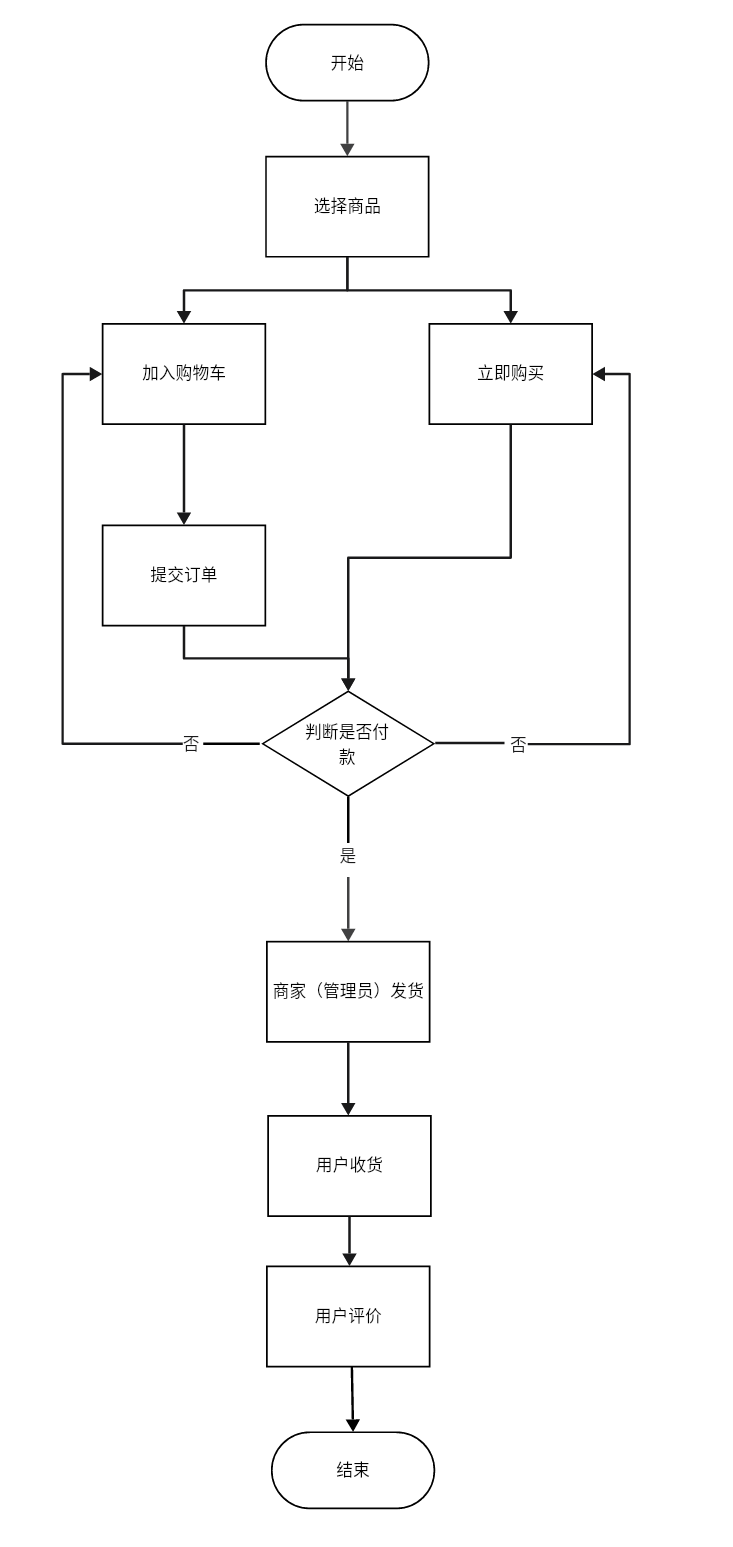 开始
选择商品
加入购物车
立即购买
提交订单
判断是否付
款
否
否
是
商家（管理员）发货
用户收货
用户评价
结束